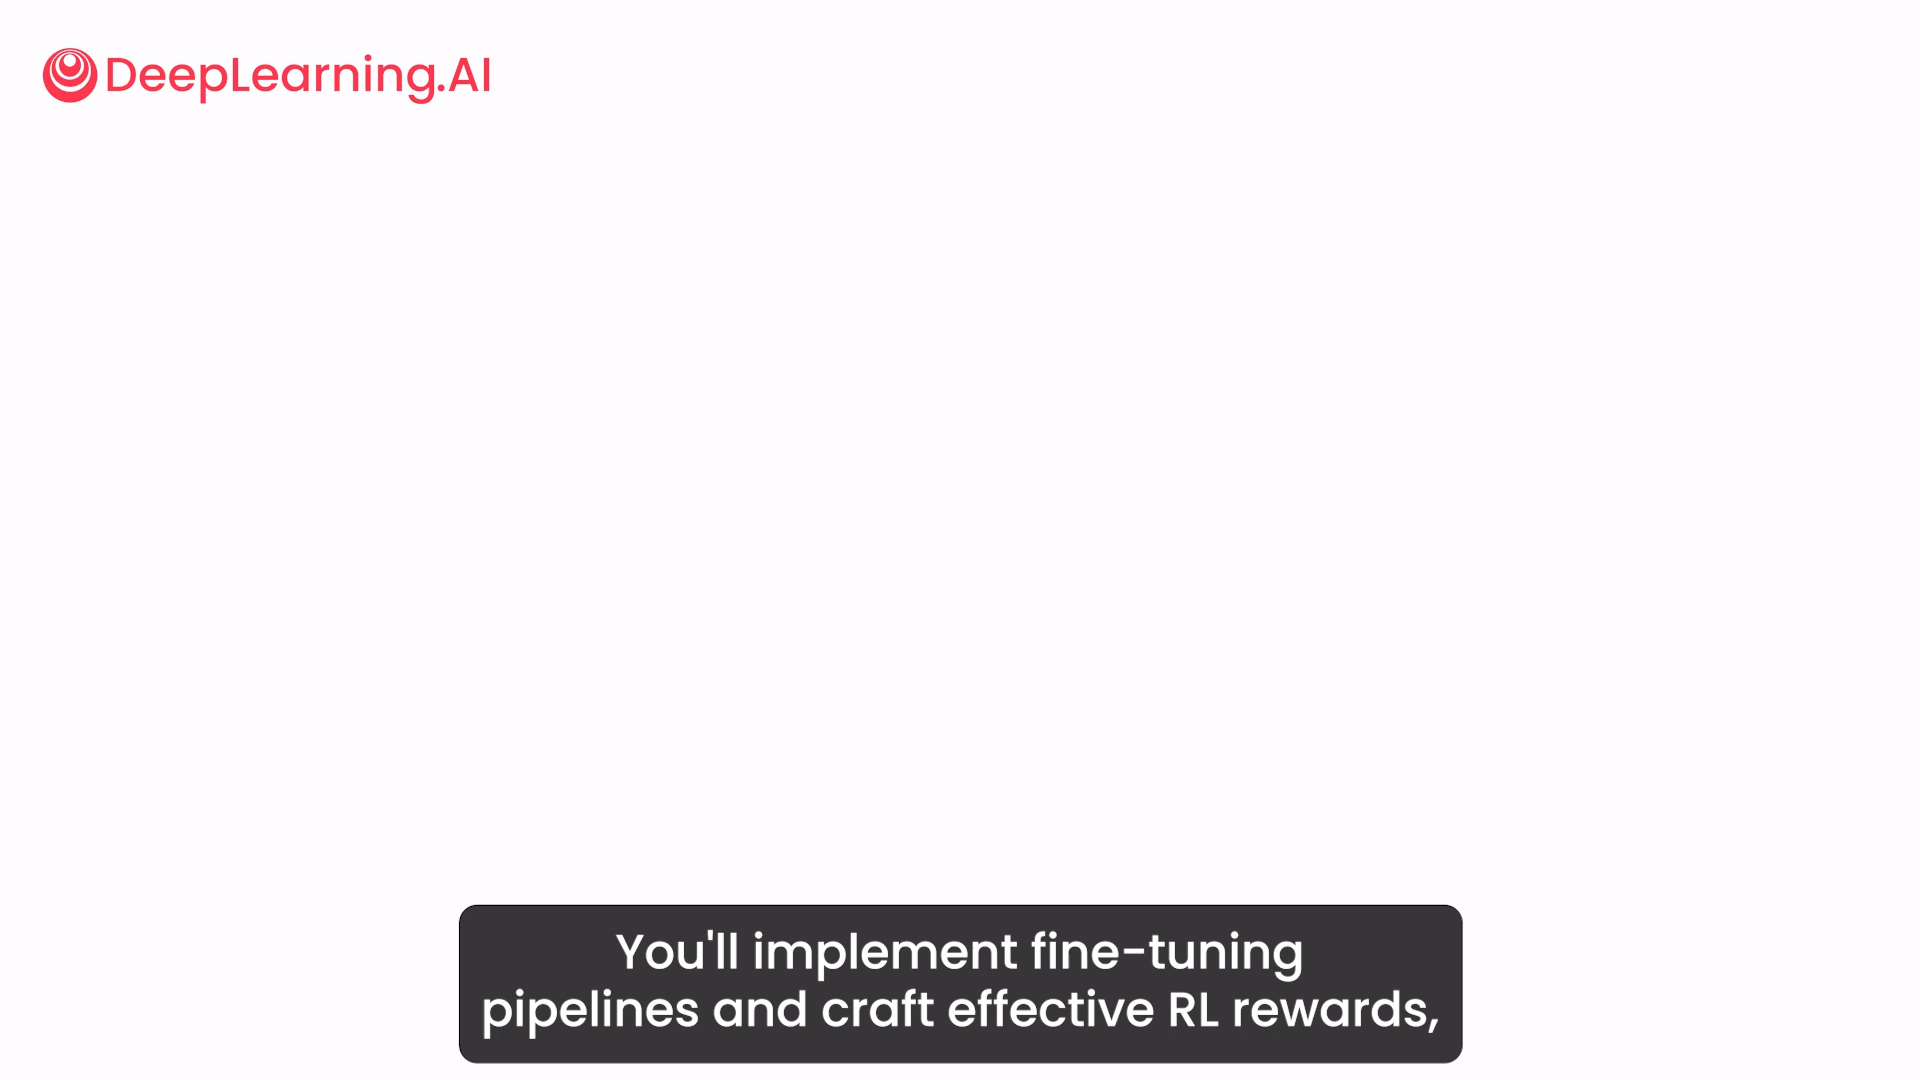 DeepLearning.AI
You'll implement fine-tuning
pipelines and craft effective RL rewards,